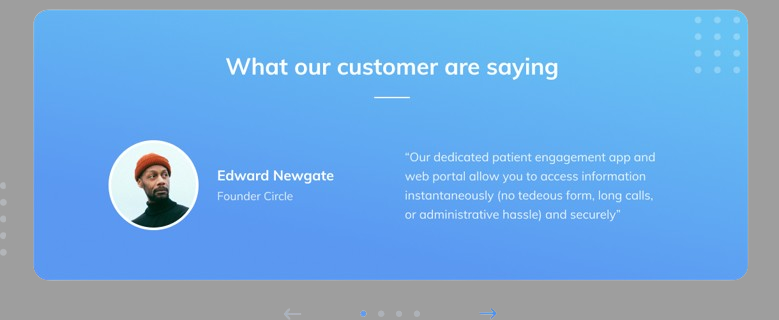 What our customer are saying
Edward Newgate
Founder Circle
“Our dedicated patient engagement app and
web portal allow you to access information
instantaneously (no tedeous form, long calls,
or administrative hassle) and securely”